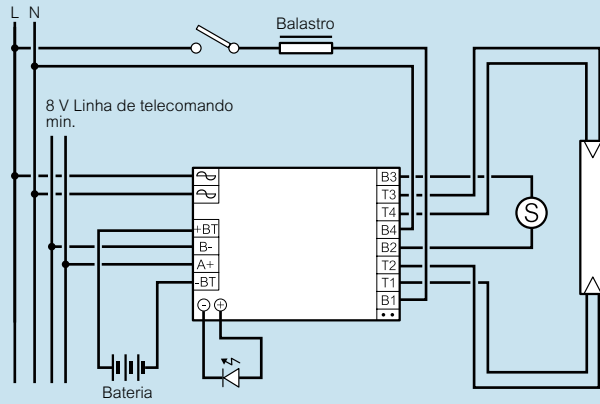 L N
Balastro
8 V Linha de telecomando
min.
B3
T3
T4
+BT
B4
B-
B2
A+
T2
-BT
T1
B1
- +
S
Bateria